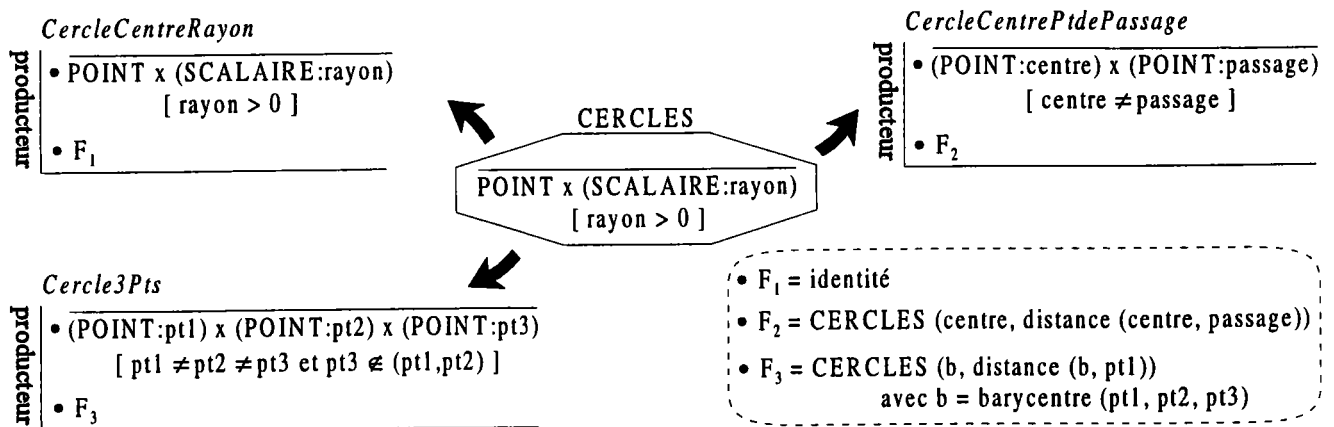 CercleCentreRayon
producteur
• POINT x (SCALAIRE:rayon)
[ rayon > 0 ]
• F1
CercleCentrePtdePassage
producteur
• (POINT:centre) x (POINT:passage)
[ centre ≠ passage ]
• F2
CERCLES
POINT x (SCALAIRE:rayon)
[ rayon > 0 ]
Cercle3Pts
producteur
• (POINT:pt1) x (POINT:pt2) x (POINT:pt3)
[ pt1 ≠ pt2 ≠ pt3 et pt3 ∉ (pt1,pt2) ]
• F3
• F1 = identité
• F2 = CERCLES (centre, distance (centre, passage))
• F3 = CERCLES (b, distance (b, pt1))
avec b = barycentre (pt1, pt2, pt3)